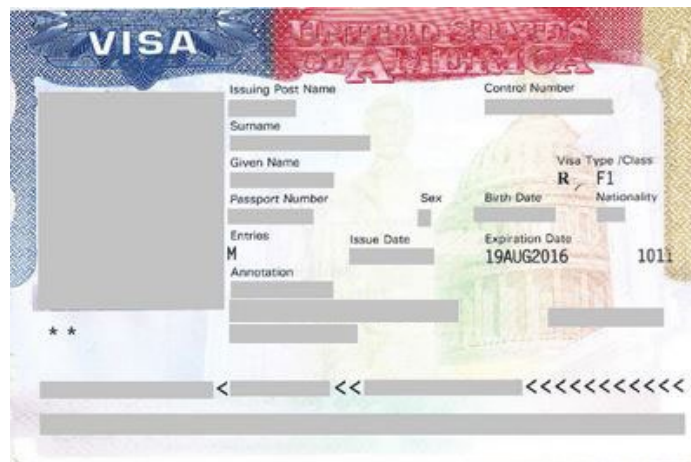 VISA
UNITED STATES
OF AMERICA
Issuing Post Name Control Number
Surname
Given Name Visa Type /Class
R F1
Passport Number Sex Birth Date Nationality
Entries Issue Date Expiration Date
M 19AUG2016 1011
Annotation
* *
< << <<<<<<<<<<<